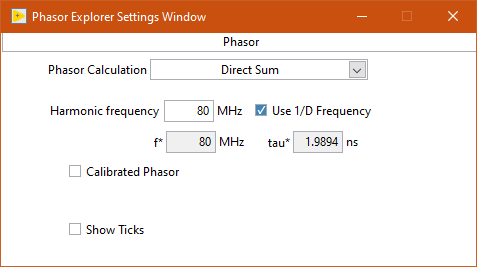 Phasor Explorer Settings Window
Phasor
Phasor Calculation Direct Sum
Harmonic frequency 80 MHz Use 1/D Frequency
f* 80 MHz tau* 1.9894 ns
Calibrated Phasor
Show Ticks